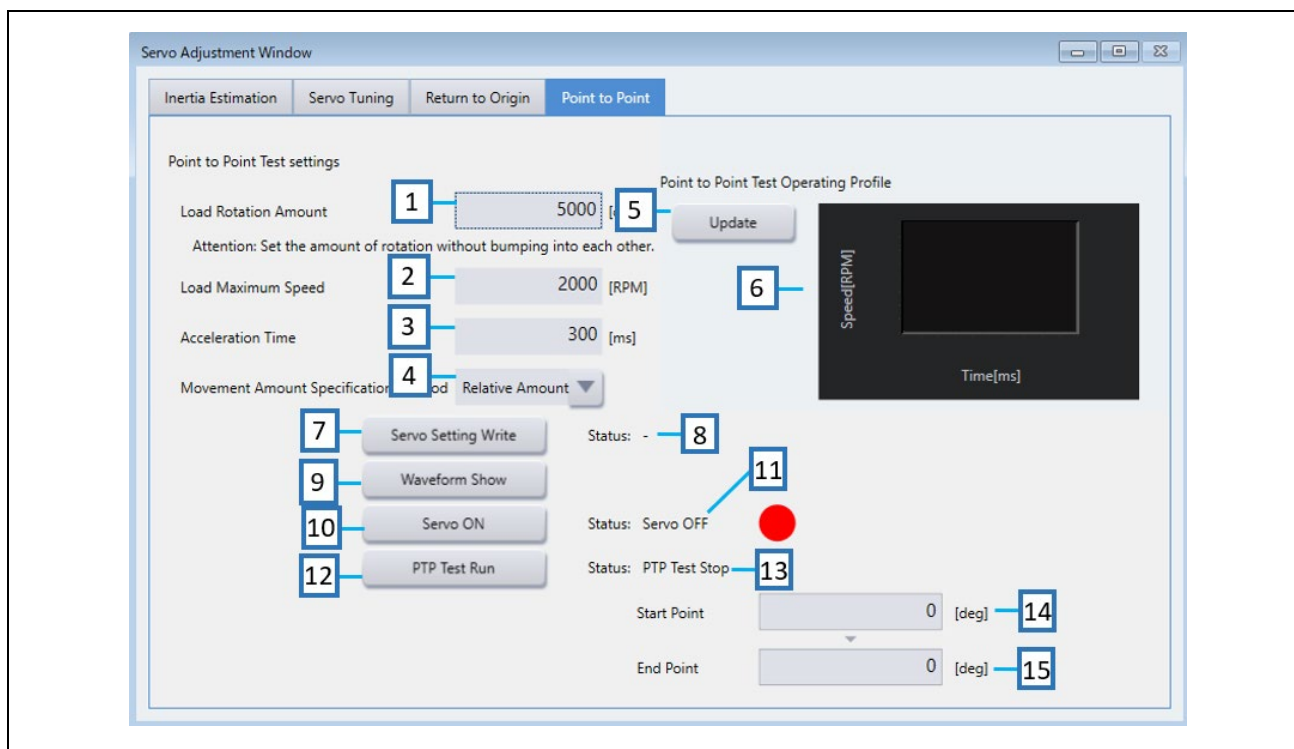 Servo Adjustment Window
Inertia Estimation Servo Tuning Return to Origin Point to Point
Point to Point Test settings
Point to Point Test Operating Profile
Load Rotation Amount 1 5000 5 Update
Attention: Set the amount of rotation without bumping into each other.
Load Maximum Speed 2 2000 [RPM] 6 Speed[RPM]
Acceleration Time 3 300 [ms]
Time[ms]
Movement Amount Specification 4 od Relative Amount
7 Servo Setting Write Status: - 8
9 Waveform Show 11
10 Servo ON Status: Servo OFF
12 PTP Test Run Status: PTP Test Stop 13
Start Point 0 [deg] 14
End Point 0 [deg] 15